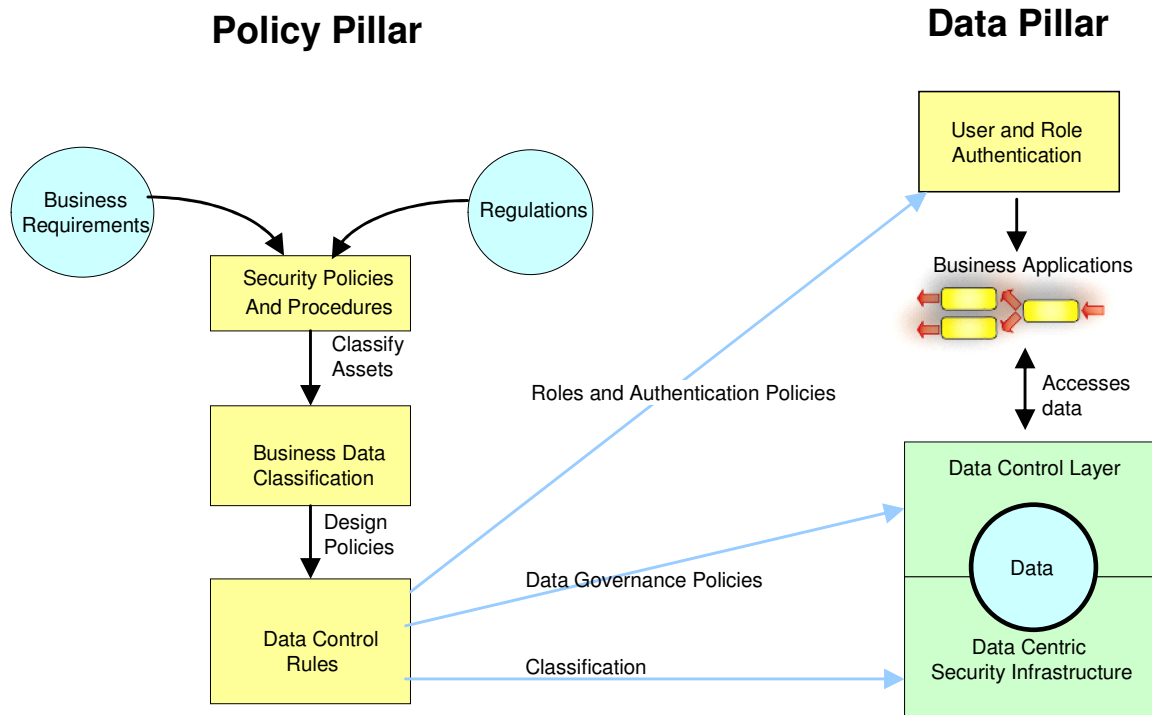 Policy Pillar
Data Pillar
User and Role
Authentication
Business
Requirements
Regulations
Security Policies
And Procedures
Business Applications
Classify
Assets
Accesses
data
Roles and Authentication Policies
Business Data
Classification
Data Control Layer
Design
Policies
Data
Data Governance Policies
Data Control
Rules
Classification
Data Centric
Security Infrastructure